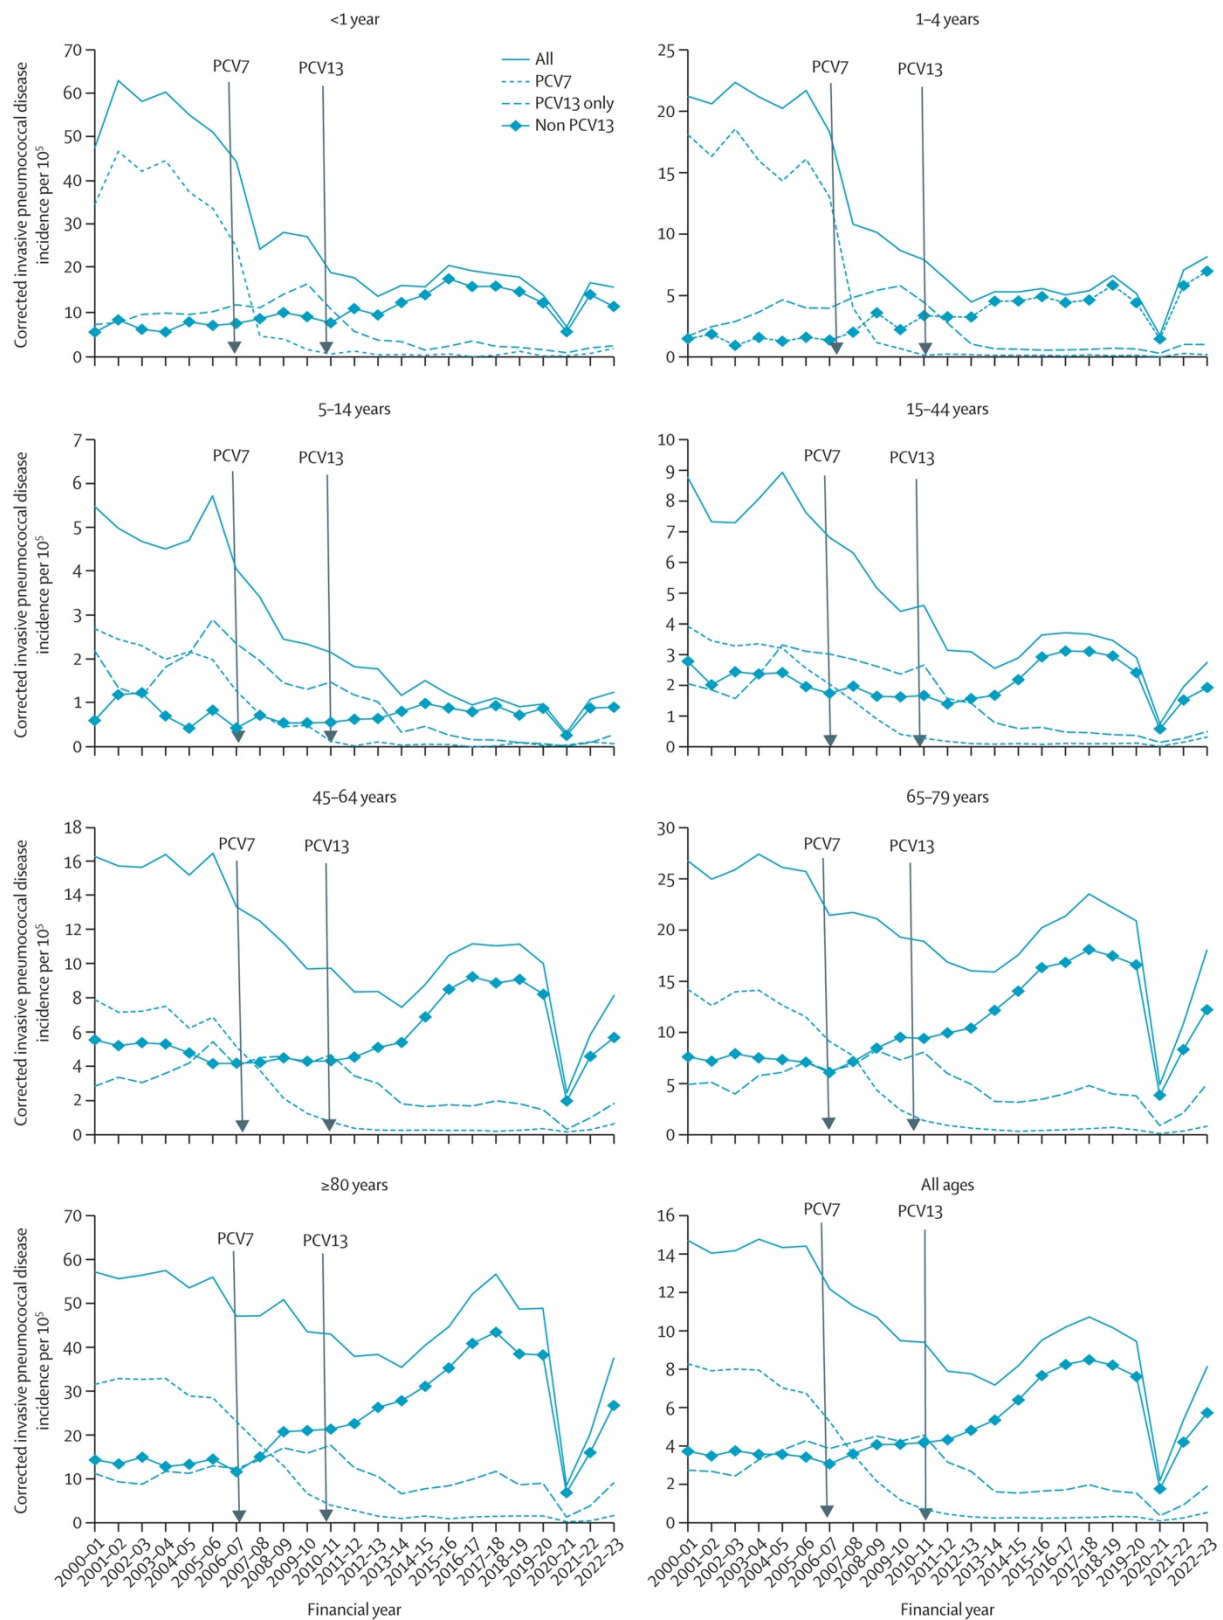 <1 year
Corrected invasive pneumococcal disease
incidence per 10⁵
70
60
50
40
30
20
10
0
PCV7
PCV13
All
PCV7
PCV13 only
Non PCV13
1–4 years
25
20
15
10
5
0
PCV7
PCV13
5–14 years
Corrected invasive pneumococcal disease
incidence per 10⁵
7
6
5
4
3
2
1
0
PCV7
PCV13
15–44 years
10
9
8
7
6
5
4
3
2
1
0
PCV7
PCV13
45–64 years
Corrected invasive pneumococcal disease
incidence per 10⁵
18
16
14
12
10
8
6
4
2
0
PCV7
PCV13
65–79 years
30
25
20
15
10
5
0
PCV7
PCV13
≥80 years
Corrected invasive pneumococcal disease
incidence per 10⁵
70
60
50
40
30
20
10
0
PCV7
PCV13
2000–01
2001–02
2002–03
2003–04
2004–05
2005–06
2006–07
2007–08
2008–09
2009–10
2010–11
2011–12
2012–13
2013–14
2014–15
2015–16
2016–17
2017–18
2018–19
2019–20
2020–21
2021–22
2022–23
Financial year
All ages
16
14
12
10
8
6
4
2
0
PCV7
PCV13
2000–01
2001–02
2002–03
2003–04
2004–05
2005–06
2006–07
2007–08
2008–09
2009–10
2010–11
2011–12
2012–13
2013–14
2014–15
2015–16
2016–17
2017–18
2018–19
2019–20
2020–21
2021–22
2022–23
Financial year